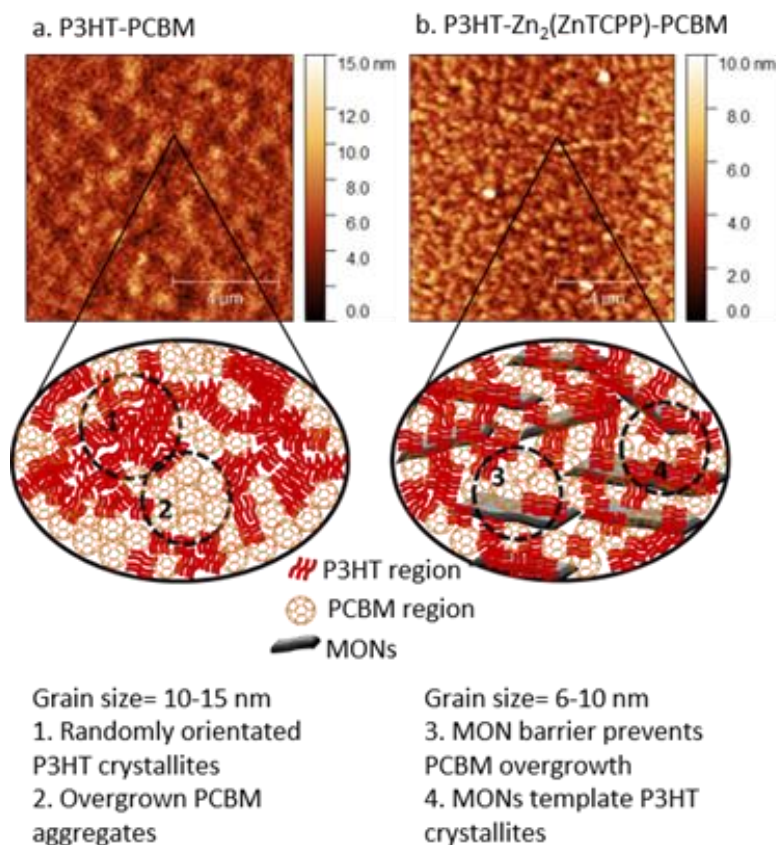 a. P3HT-PCBM
15.0 nm
12.0
10.0
8.0
6.0
4.0
0.0
4 µm
b. P3HT-Zn₂(ZnTCPP)-PCBM
10.0 nm
8.0
6.0
4.0
2.0
0.0
4 µm
1
2
3
4
P3HT region
PCBM region
MONs
Grain size= 10-15 nm
1. Randomly orientated
P3HT crystallites
2. Overgrown PCBM
aggregates
Grain size= 6-10 nm
3. MON barrier prevents
PCBM overgrowth
4. MONs template P3HT
crystallites